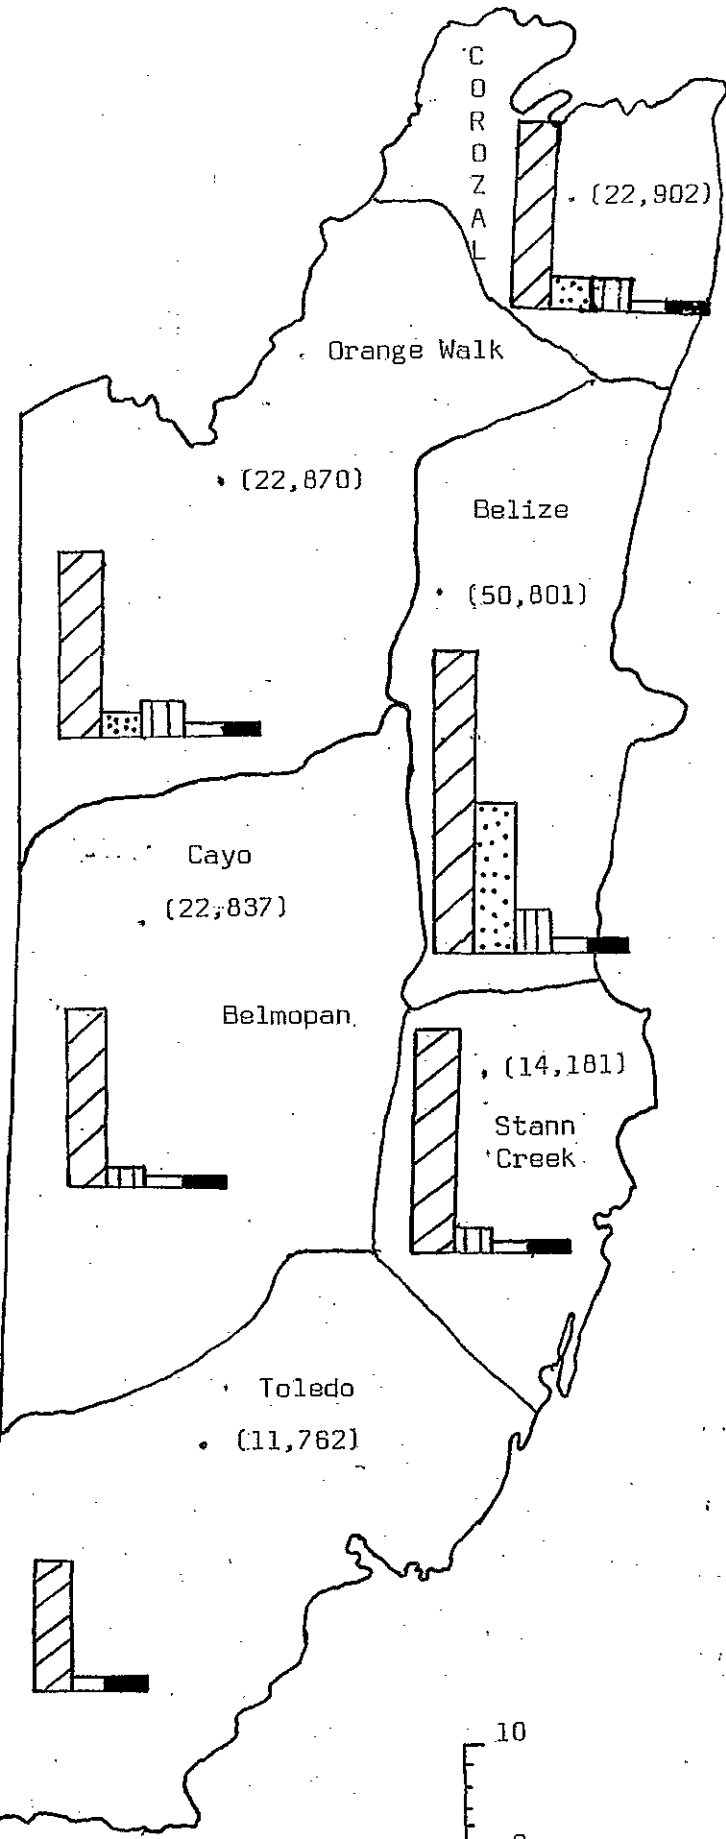 COROZAL
(22,902)
Orange Walk
(22,870)
Belize
(50,801)
Cayo
(22,837)
Belmopan
(14,181)
Stann
Creek
Toledo
(11,762)
10